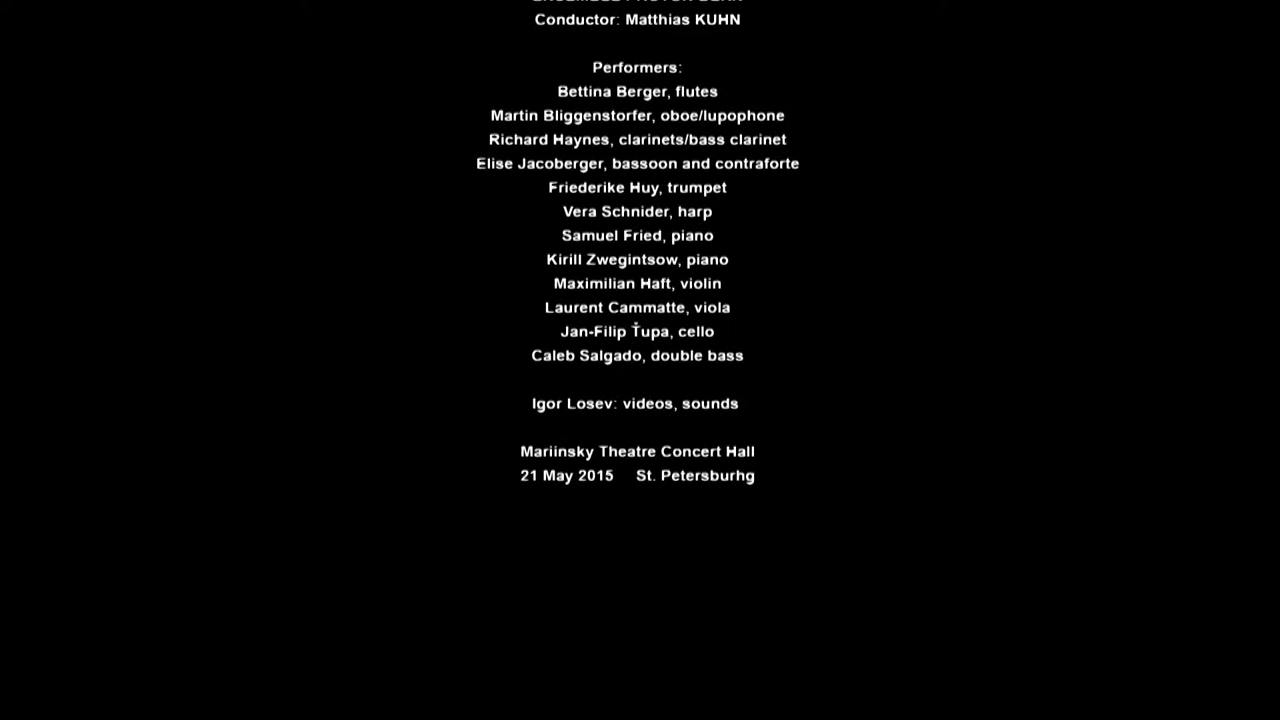 Conductor: Matthias KUHN
Performers:
Bettina Berger, flutes
Martin Bliggenstorfer, oboe/lupophone
Richard Haynes, clarinets/bass clarinet
Elise Jacoberger, bassoon and contraforte
Friederike Huy, trumpet
Vera Schnider, harp
Samuel Fried, piano
Kirill Zwegintsow, piano
Maximilian Haft, violin
Laurent Cammatte, viola
Jan-Filip Ťupa, cello
Caleb Salgado, double bass
Igor Losev: videos, sounds
Mariinsky Theatre Concert Hall
21 May 2015 St. Petersburhg